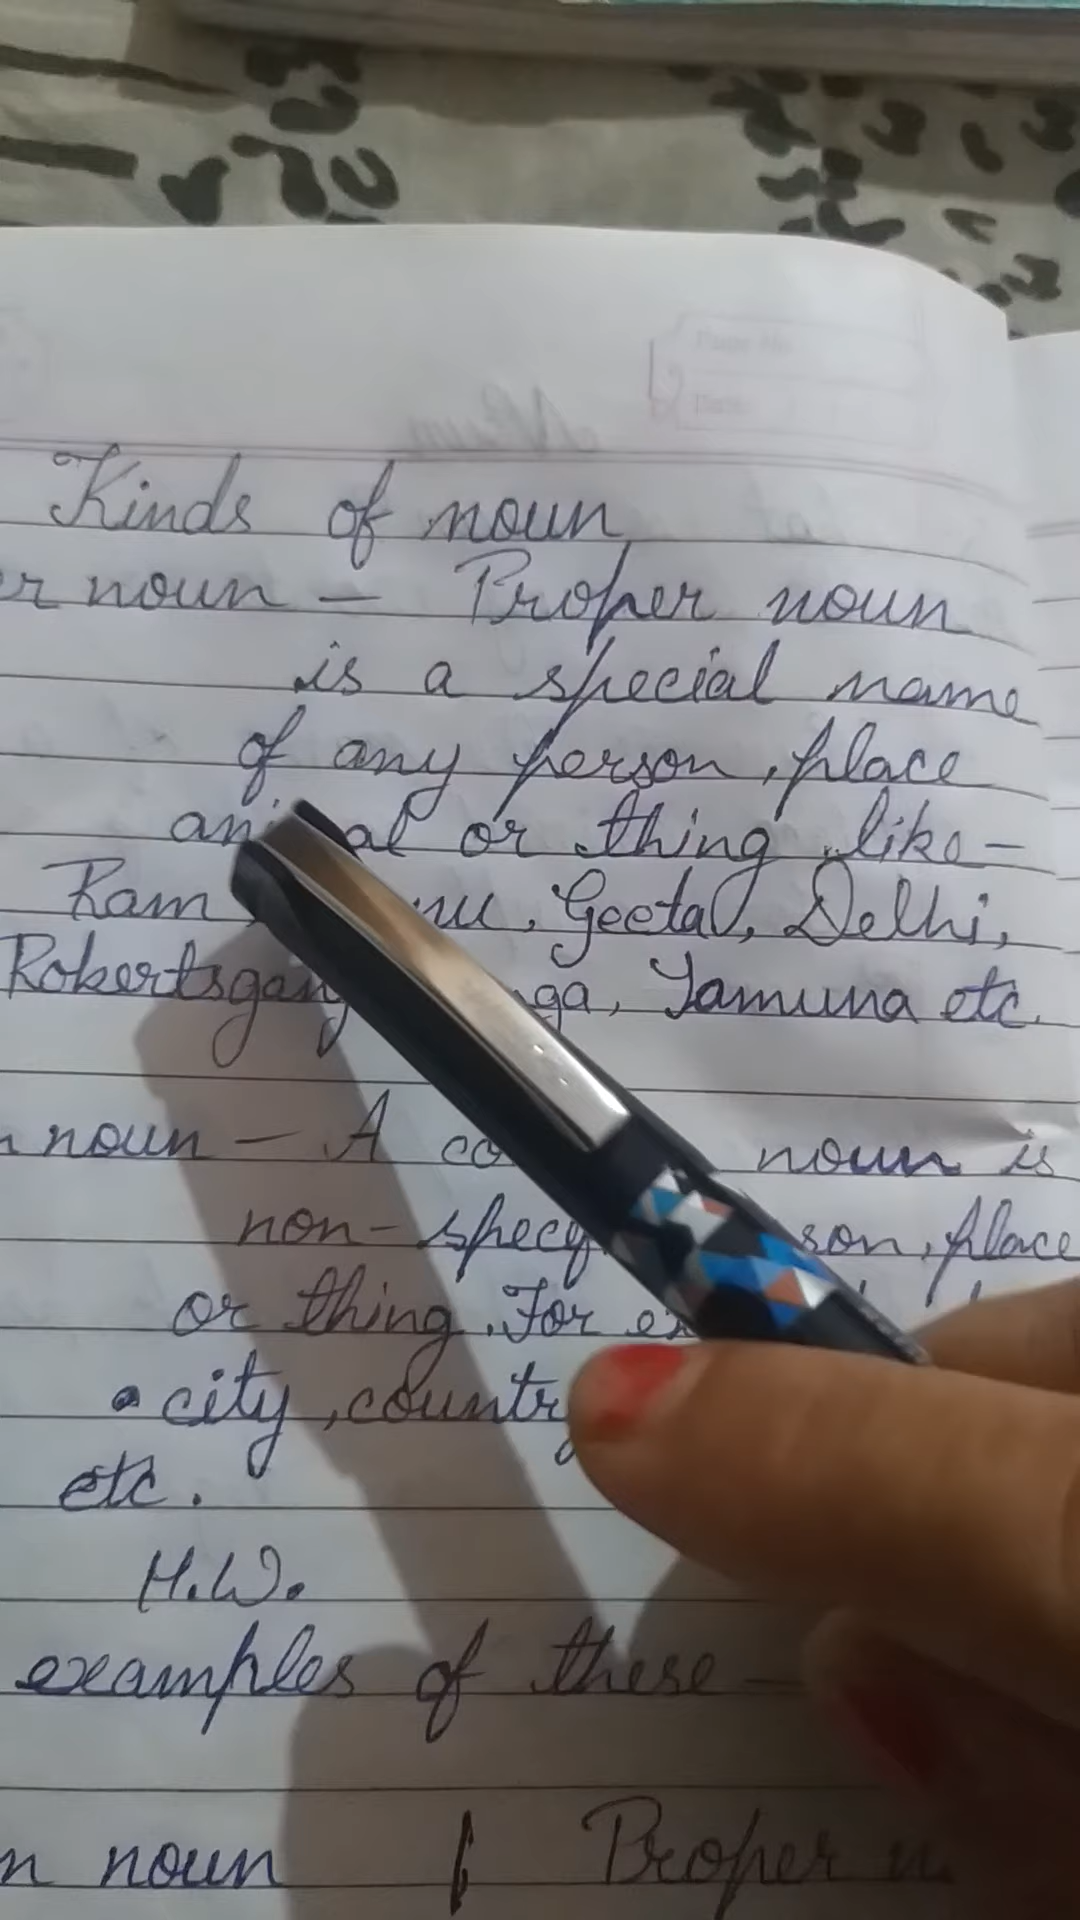 Kinds of noun
noun - Proper noun
is a special name
of any person, place
or thing like -
Ram, Geeta, Delhi,
Yamuna etc.
noun - A noun is
non- place
or thing. For
city, country
etc.
H.W.
examples of these -
noun | Proper